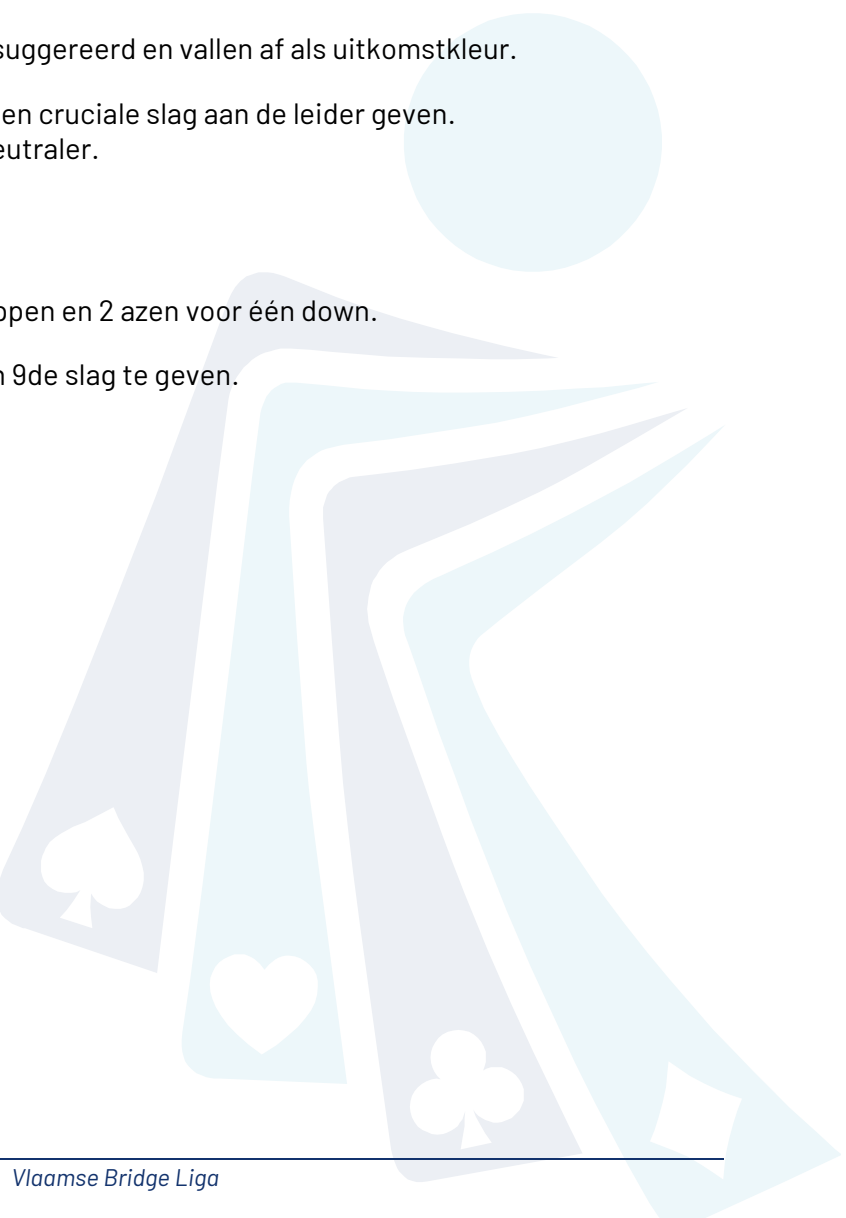 suggereerd en vallen af als uitkomstkleur.
en cruciale slag aan de leider geven.
eutraler.
ppen en 2 azen voor één down.
9de slag te geven.
Vlaamse Bridge Liga